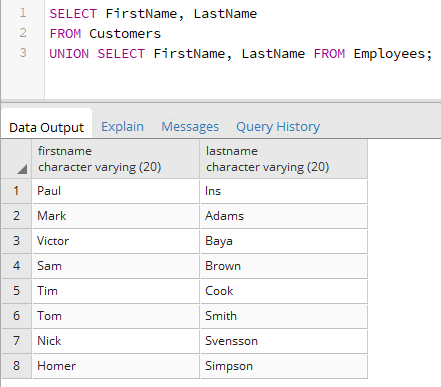 1 SELECT FirstName, LastName
2 FROM Customers
3 UNION SELECT FirstName, LastName FROM Employees;
Data Output Explain Messages Query History
firstname lastname
character varying (20) character varying (20)
1 Paul Ins
2 Mark Adams
3 Victor Baya
4 Sam Brown
5 Tim Cook
6 Tom Smith
7 Nick Svensson
8 Homer Simpson